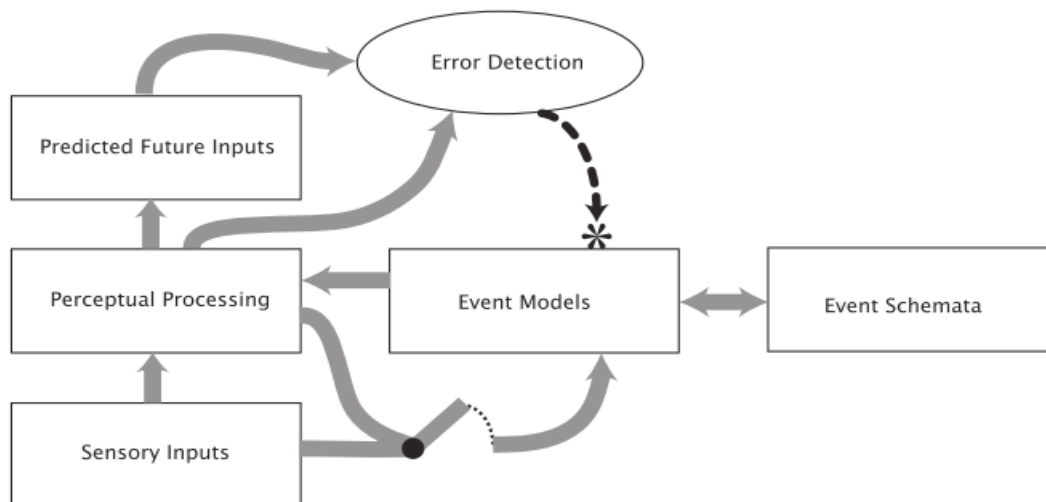 Error Detection
Predicted Future Inputs
Perceptual Processing
Event Models
Event Schemata
Sensory Inputs